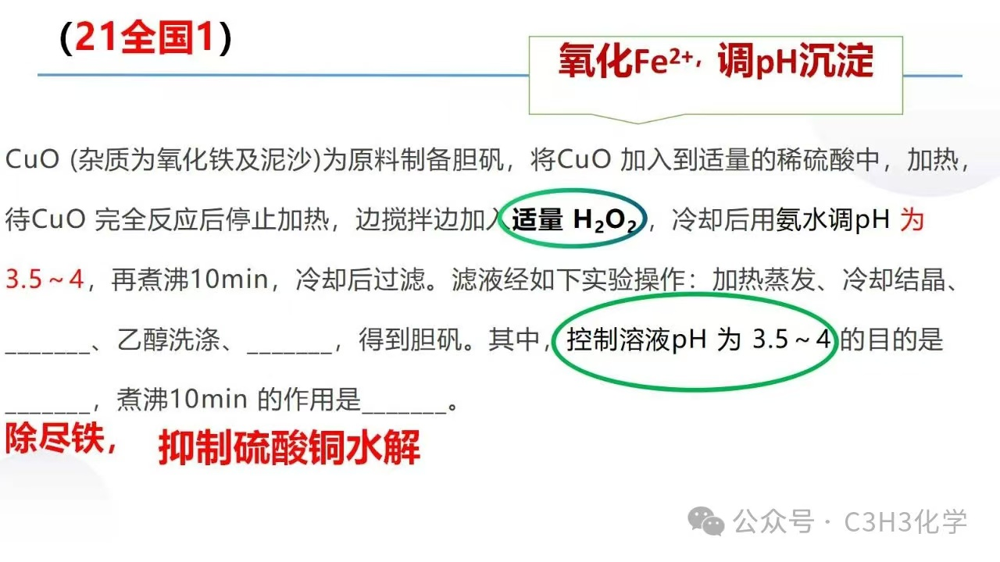 (21全国1)
氧化Fe²⁺，调pH沉淀
CuO (杂质为氧化铁及泥沙)为原料制备胆矾，将CuO 加入到适量的稀硫酸中，加热，
待CuO 完全反应后停止加热，边搅拌边加入适量 H₂O₂，冷却后用氨水调pH 为
3.5～4，再煮沸10min，冷却后过滤。滤液经如下实验操作：加热蒸发、冷却结晶、
_______、乙醇洗涤、_______，得到胆矾。其中，控制溶液pH 为 3.5～4 的目的是
_______，煮沸10min 的作用是_______。
除尽铁，
抑制硫酸铜水解
公众号· C3H3化学